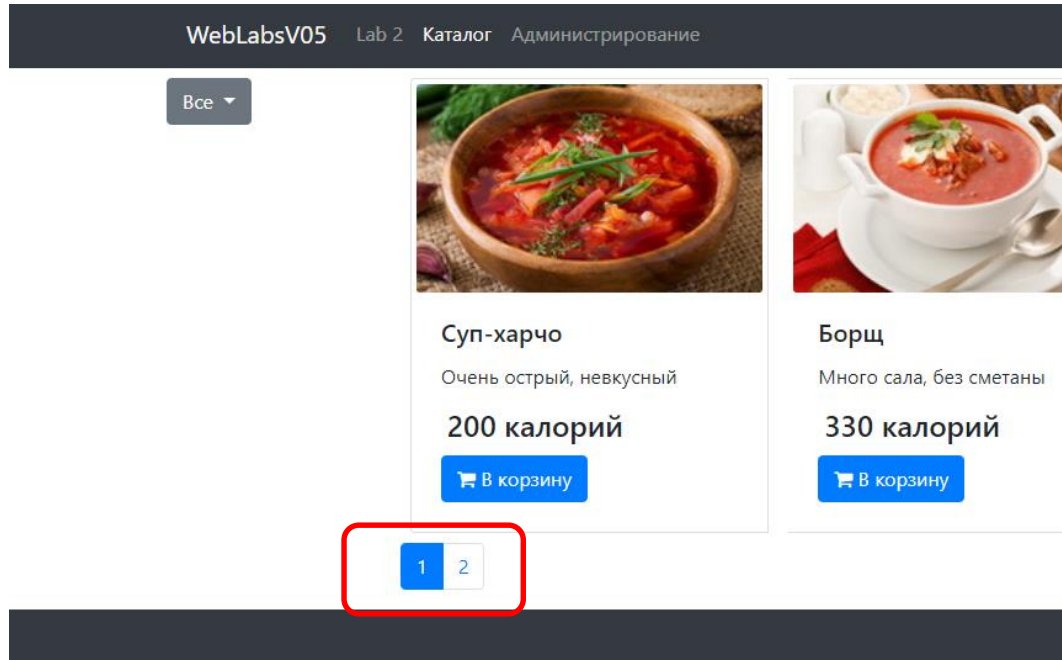 WebLabsV05 Lab 2 Каталог Администрирование
Все
Суп-харчо
Очень острый, невкусный
200 калорий
В корзину
Борщ
Много сала, без сметаны
330 калорий
В корзину
1 2